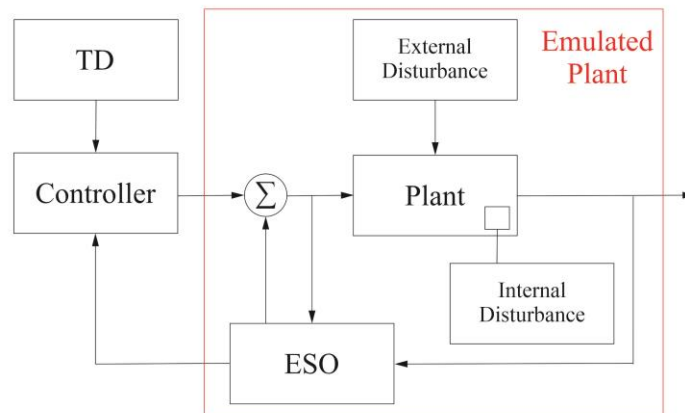 TD
External
Disturbance
Emulated
Plant
Controller
Σ
Plant
Internal
Disturbance
ESO